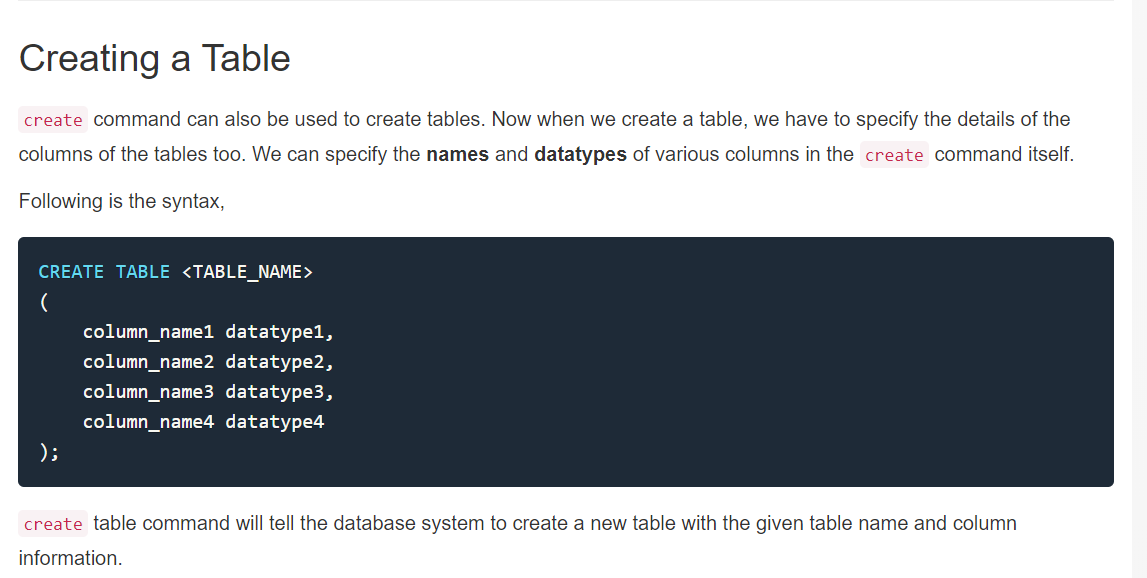 Creating a Table
create command can also be used to create tables. Now when we create a table, we have to specify the details of the
columns of the tables too. We can specify the names and datatypes of various columns in the create command itself.
Following is the syntax,
CREATE TABLE <TABLE_NAME>
(
    column_name1 datatype1,
    column_name2 datatype2,
    column_name3 datatype3,
    column_name4 datatype4
);
create table command will tell the database system to create a new table with the given table name and column
information.